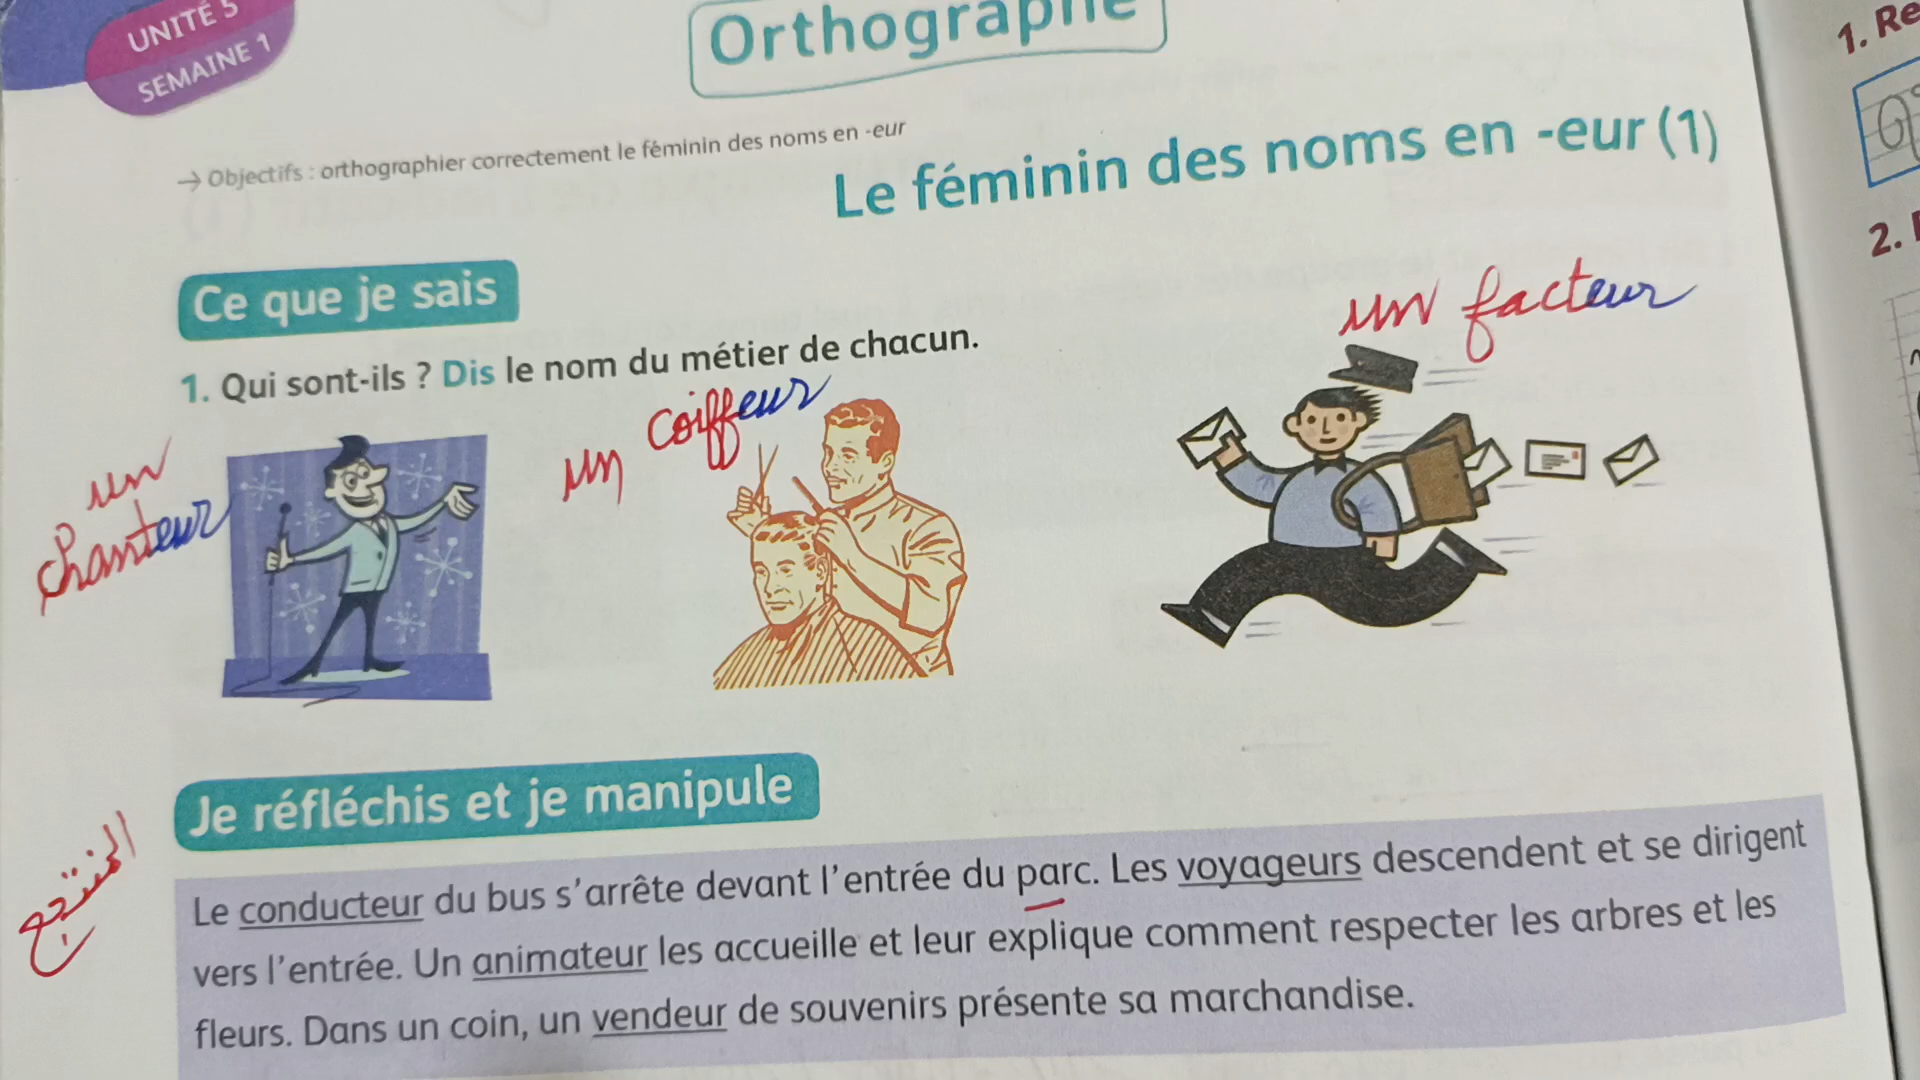 UNITÉ 5
SEMAINE 1
Orthographe
→ Objectifs : orthographier correctement le féminin des noms en -eur
Le féminin des noms en -eur (1)
Ce que je sais
1. Qui sont-ils ? Dis le nom du métier de chacun.
un chanteur
un coiffeur
un facteur
Je réfléchis et je manipule
Le conducteur du bus s'arrête devant l'entrée du parc. Les voyageurs descendent et se dirigent
vers l'entrée. Un animateur les accueille et leur explique comment respecter les arbres et les
fleurs. Dans un coin, un vendeur de souvenirs présente sa marchandise.
1. Re
2.